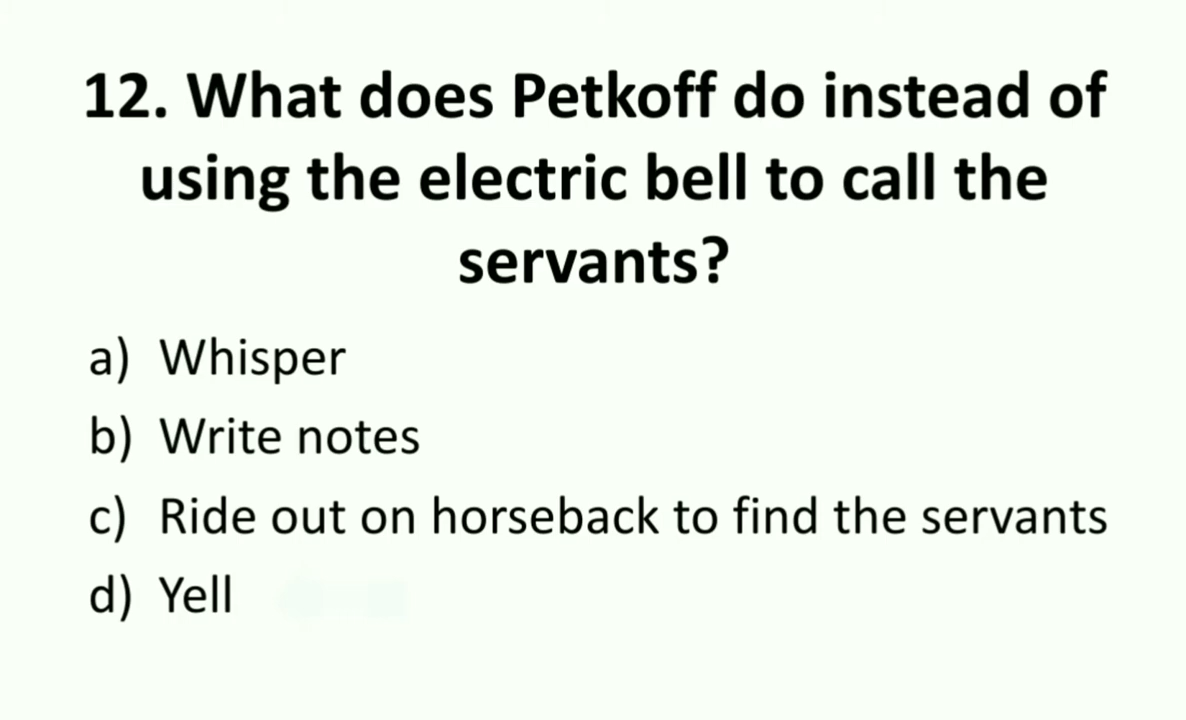 12. What does Petkoff do instead of
using the electric bell to call the
servants?
a) Whisper
b) Write notes
c) Ride out on horseback to find the servants
d) Yell